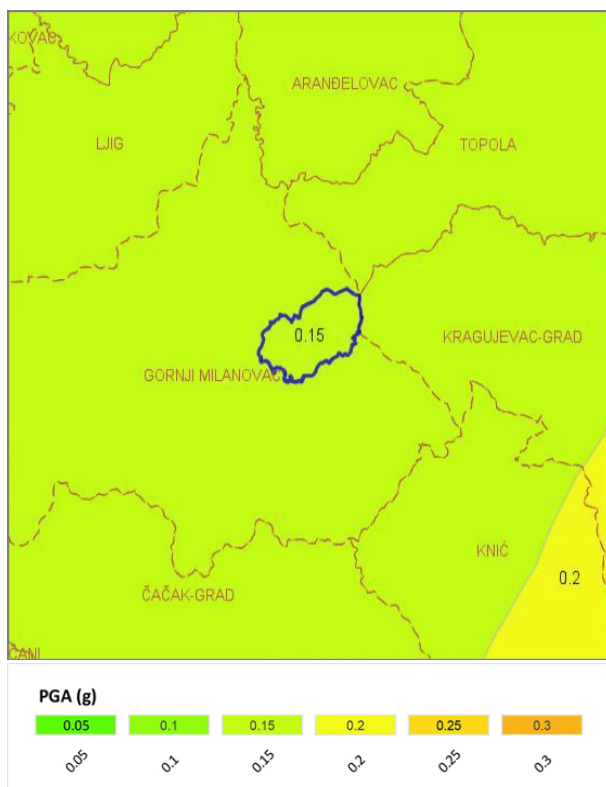 KOVAC
ARANĐELOVAC
LJIG
TOPOLA
0.15
KRAGUJEVAC-GRAD
GORNJI MILANOVAC
KNIĆ
0.2
ČAČAK-GRAD
ČANI
PGA (g)
0.05 0.1 0.15 0.2 0.25 0.3
0.05 0.1 0.15 0.2 0.25 0.3